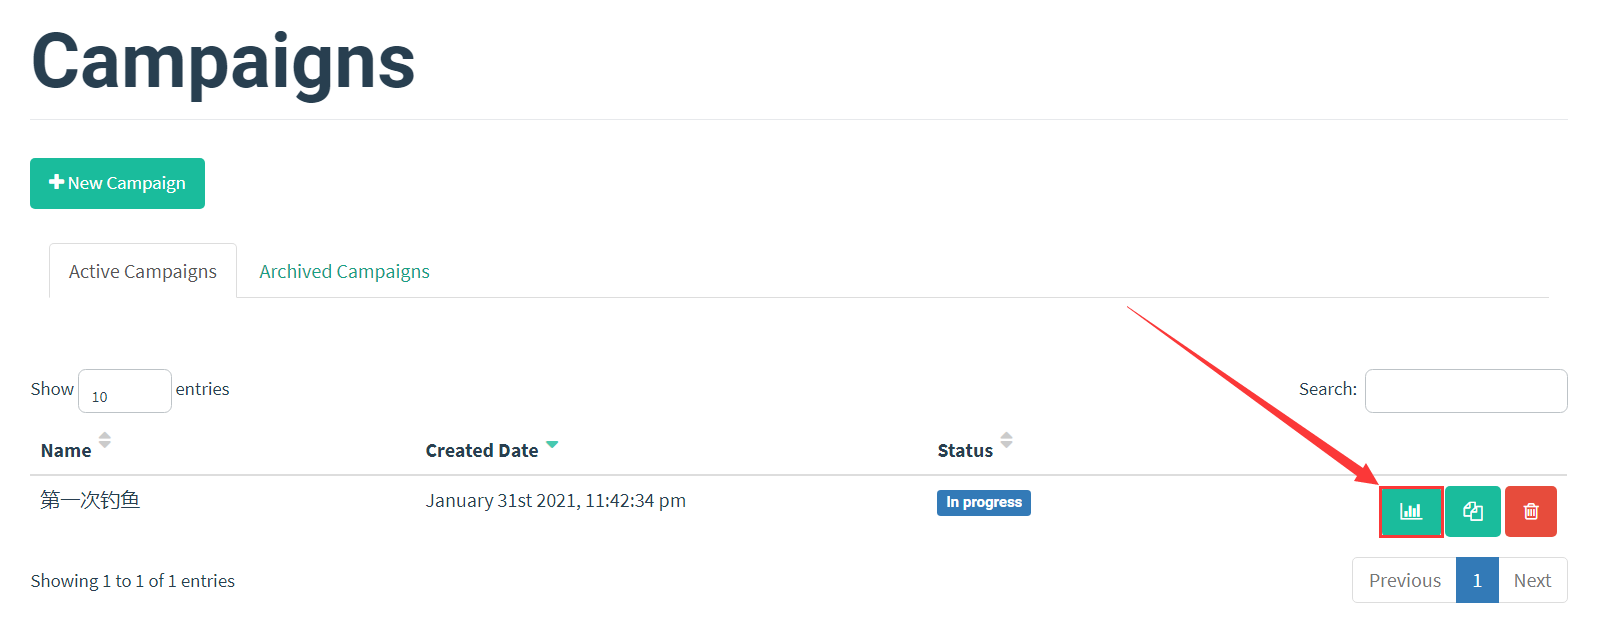 Campaigns
New Campaign
Active Campaigns Archived Campaigns
Show 10 entries Search:
Name Created Date Status
第一次钓鱼 January 31st 2021, 11:42:34 pm In progress
Showing 1 to 1 of 1 entries Previous 1 Next